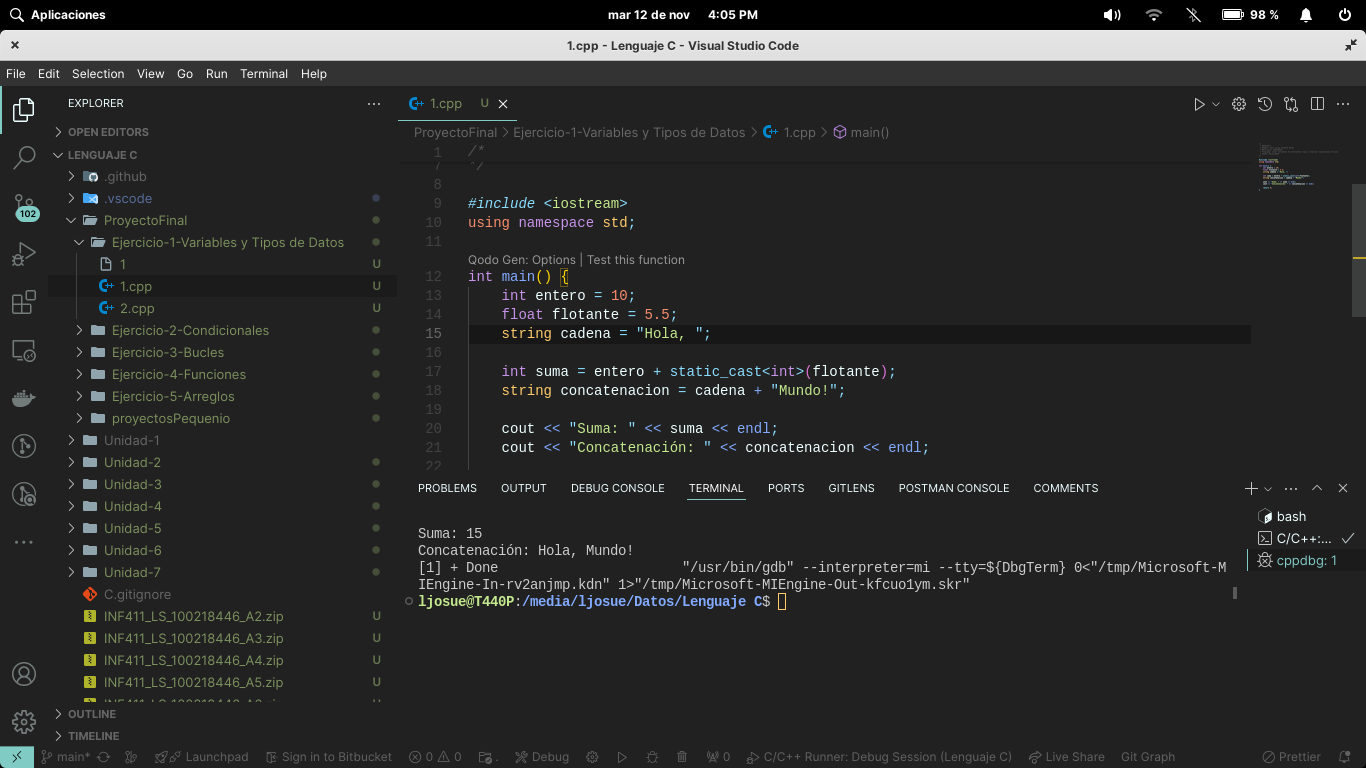 Aplicaciones
mar 12 de nov 4:05 PM
98 %
1.cpp - Lenguaje C - Visual Studio Code
File Edit Selection View Go Run Terminal Help
EXPLORER
OPEN EDITORS
LENGUAJE C
.github
.vscode
ProyectoFinal
Ejercicio-1-Variables y Tipos de Datos
1 U
1.cpp U
2.cpp U
Ejercicio-2-Condicionales
Ejercicio-3-Bucles
Ejercicio-4-Funciones
Ejercicio-5-Arreglos
proyectosPequenio
Unidad-1
Unidad-2
Unidad-3
Unidad-4
Unidad-5
Unidad-6
Unidad-7
C.gitignore
INF411_LS_100218446_A2.zip U
INF411_LS_100218446_A3.zip U
INF411_LS_100218446_A4.zip U
INF411_LS_100218446_A5.zip U
OUTLINE
TIMELINE
102
1.cpp U
ProyectoFinal > Ejercicio-1-Variables y Tipos de Datos > 1.cpp > main()
1 /*
7 */
8
9 #include <iostream>
10 using namespace std;
11
Qodo Gen: Options | Test this function
12 int main() {
13 int entero = 10;
14 float flotante = 5.5;
15 string cadena = "Hola, ";
16
17 int suma = entero + static_cast<int>(flotante);
18 string concatenacion = cadena + "Mundo!";
19
20 cout << "Suma: " << suma << endl;
21 cout << "Concatenación: " << concatenacion << endl;
22
PROBLEMS OUTPUT DEBUG CONSOLE TERMINAL PORTS GITLENS POSTMAN CONSOLE COMMENTS
Suma: 15
Concatenación: Hola, Mundo!
[1] + Done "/usr/bin/gdb" --interpreter=mi --tty=${DbgTerm} 0<"/tmp/Microsoft-M
IEngine-In-rv2anjmp.kdn" 1>"/tmp/Microsoft-MIEngine-Out-kfcuo1ym.skr"
ljosue@T440P:/media/ljosue/Datos/Lenguaje C$
bash
C/C++:...
cppdbg: 1
main* Launchpad Sign in to Bitbucket 0 0 . Debug 0 C/C++ Runner: Debug Session (Lenguaje C) Live Share Git Graph Prettier